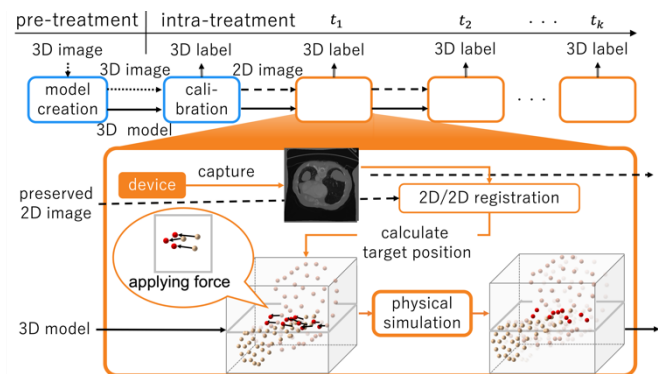 pre-treatment intra-treatment t₁ t₂ . . . tₖ
3D image 3D label 3D label 3D label 3D label
3D image 2D image
model
creation
cali-
bration
. . .
3D model
device
capture
preserved
2D image
2D/2D registration
calculate
target position
applying force
physical
simulation
3D model